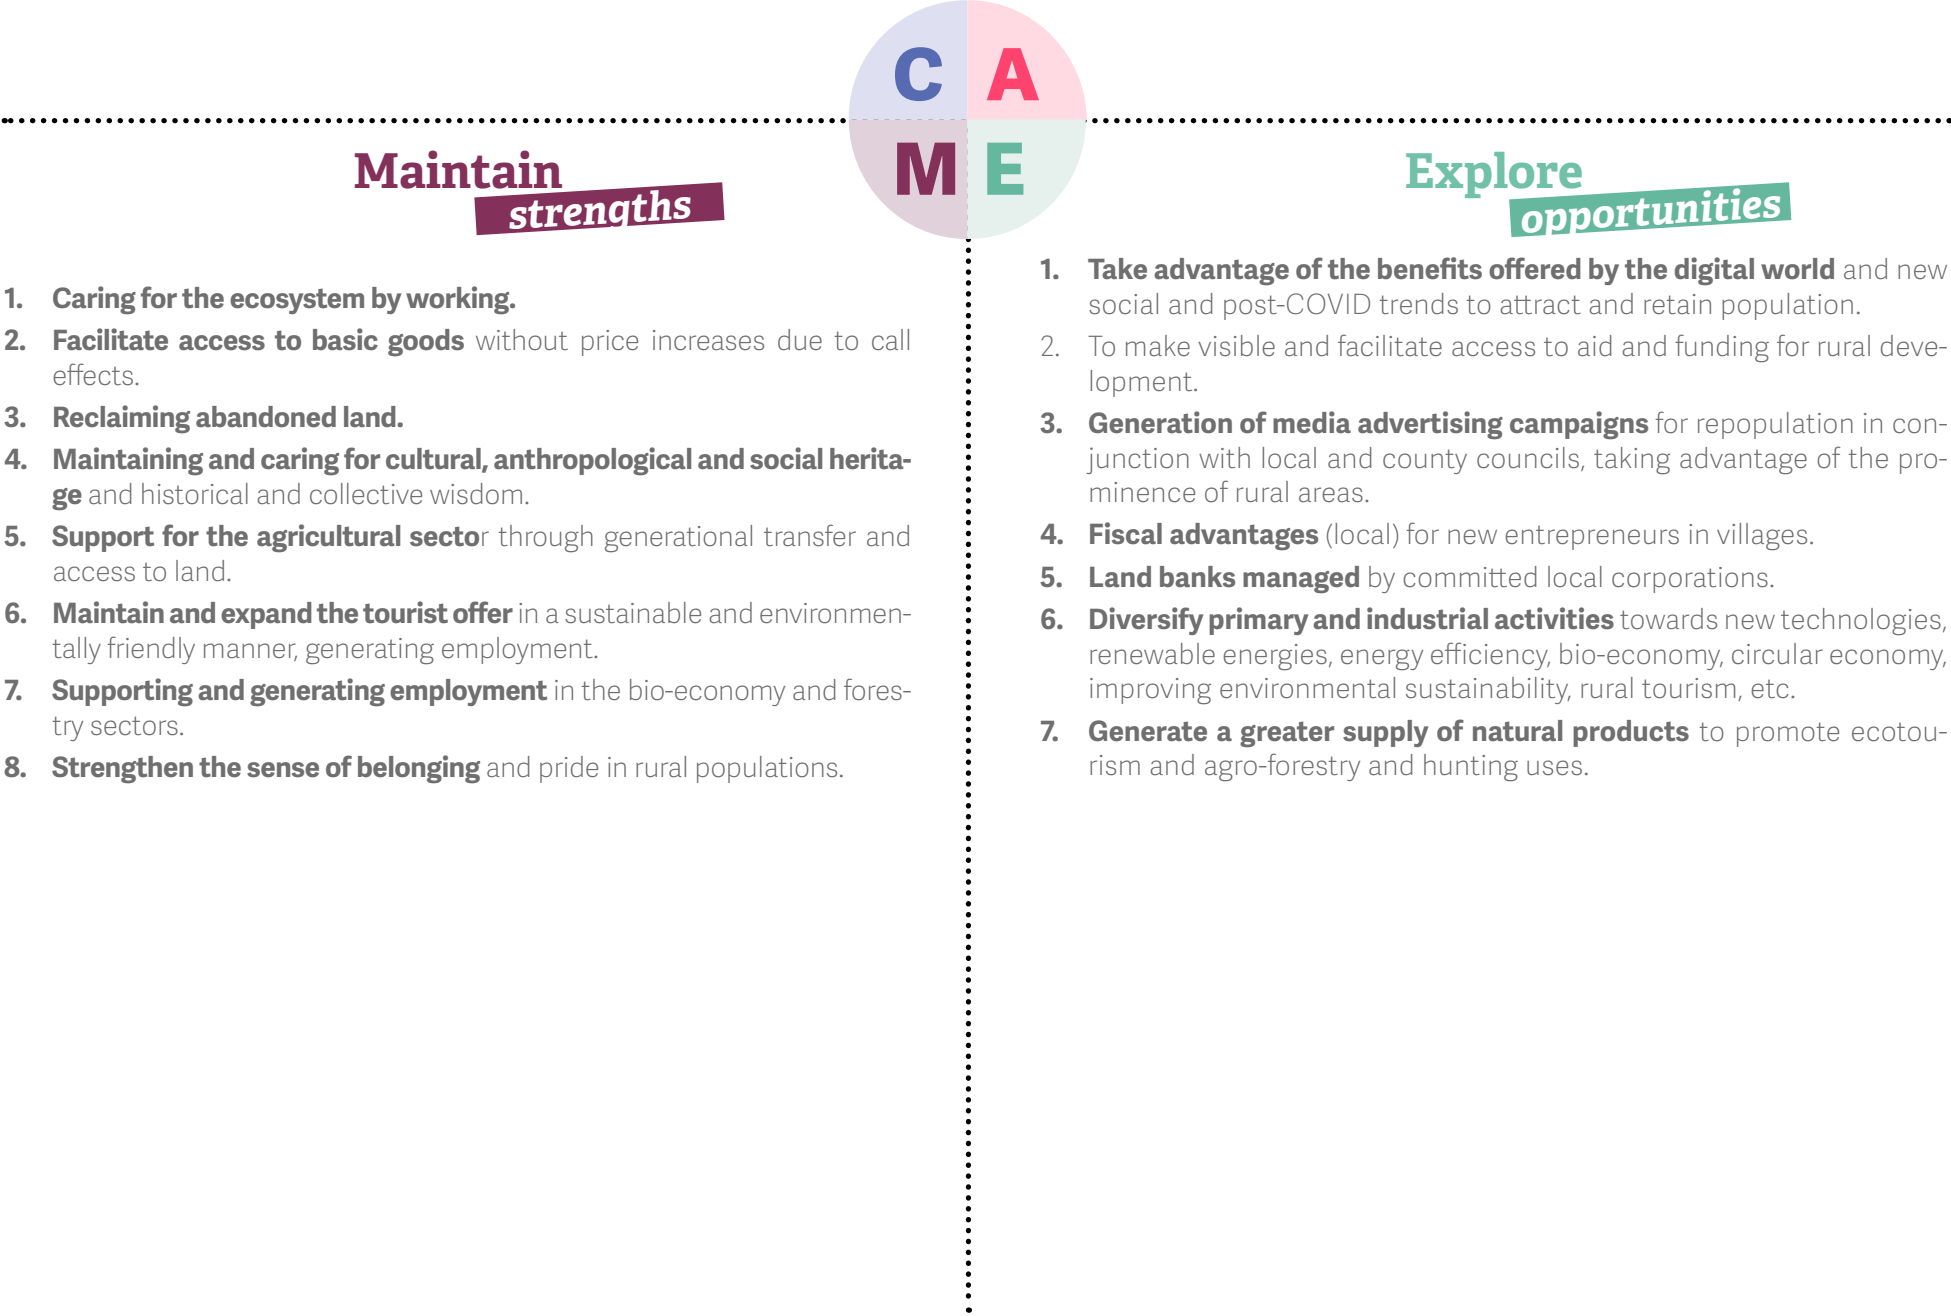 C A
M E
Maintain
strengths
1. Caring for the ecosystem by working.
2. Facilitate access to basic goods without price increases due to call
effects.
3. Reclaiming abandoned land.
4. Maintaining and caring for cultural, anthropological and social herita-
ge and historical and collective wisdom.
5. Support for the agricultural sector through generational transfer and
access to land.
6. Maintain and expand the tourist offer in a sustainable and environmen-
tally friendly manner, generating employment.
7. Supporting and generating employment in the bio-economy and fores-
try sectors.
8. Strengthen the sense of belonging and pride in rural populations.
Explore
opportunities
1. Take advantage of the benefits offered by the digital world and new
social and post-COVID trends to attract and retain population.
2. To make visible and facilitate access to aid and funding for rural deve-
lopment.
3. Generation of media advertising campaigns for repopulation in con-
junction with local and county councils, taking advantage of the pro-
minence of rural areas.
4. Fiscal advantages (local) for new entrepreneurs in villages.
5. Land banks managed by committed local corporations.
6. Diversify primary and industrial activities towards new technologies,
renewable energies, energy efficiency, bio-economy, circular economy,
improving environmental sustainability, rural tourism, etc.
7. Generate a greater supply of natural products to promote ecotou-
rism and agro-forestry and hunting uses.